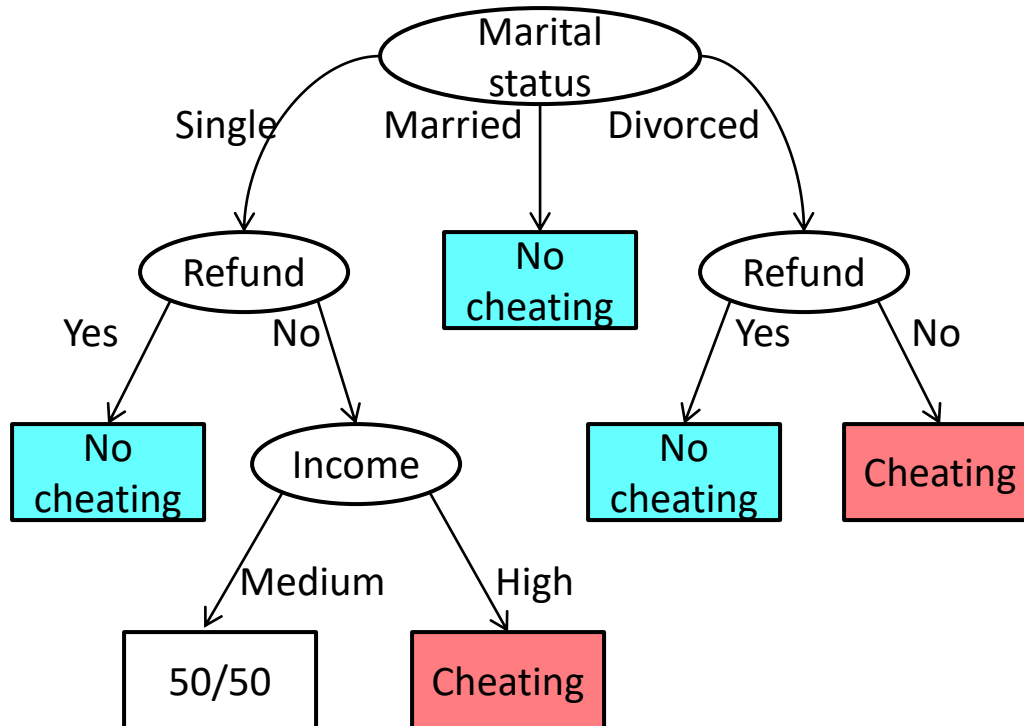 Marital
status
Single
Married
Divorced
Refund
No
cheating
Refund
Yes
No
Yes
No
No
cheating
Income
No
cheating
Cheating
Medium
High
50/50
Cheating